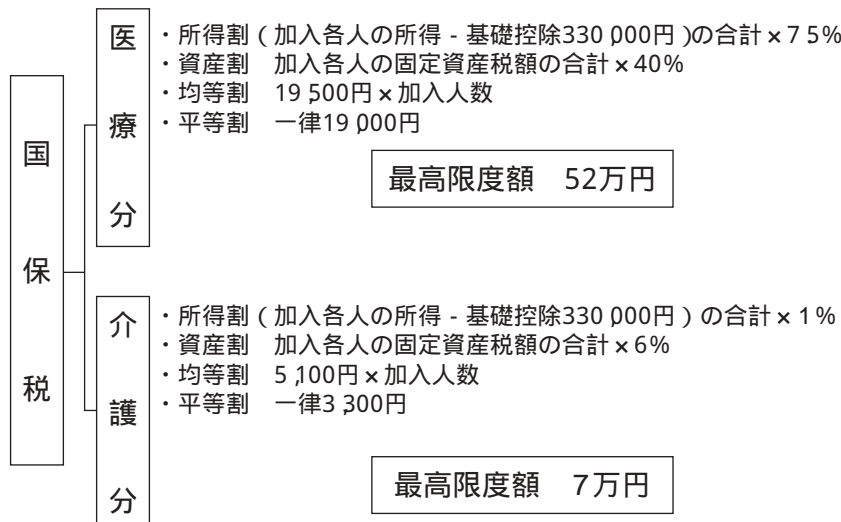 国保税
医療分
・所得割（加入各人の所得 - 基礎控除330,000円）の合計×7.5%
・資産割　加入各人の固定資産税額の合計×40%
・均等割　19,500円×加入人数
・平等割　一律19,000円
最高限度額　52万円
介護分
・所得割（加入各人の所得 - 基礎控除330,000円）の合計×1%
・資産割　加入各人の固定資産税額の合計×6%
・均等割　5,100円×加入人数
・平等割　一律3,300円
最高限度額　7万円